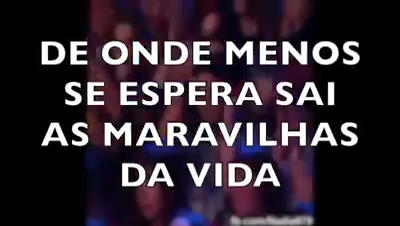 DE ONDE MENOS
SE ESPERA SAI
AS MARAVILHAS
DA VIDA